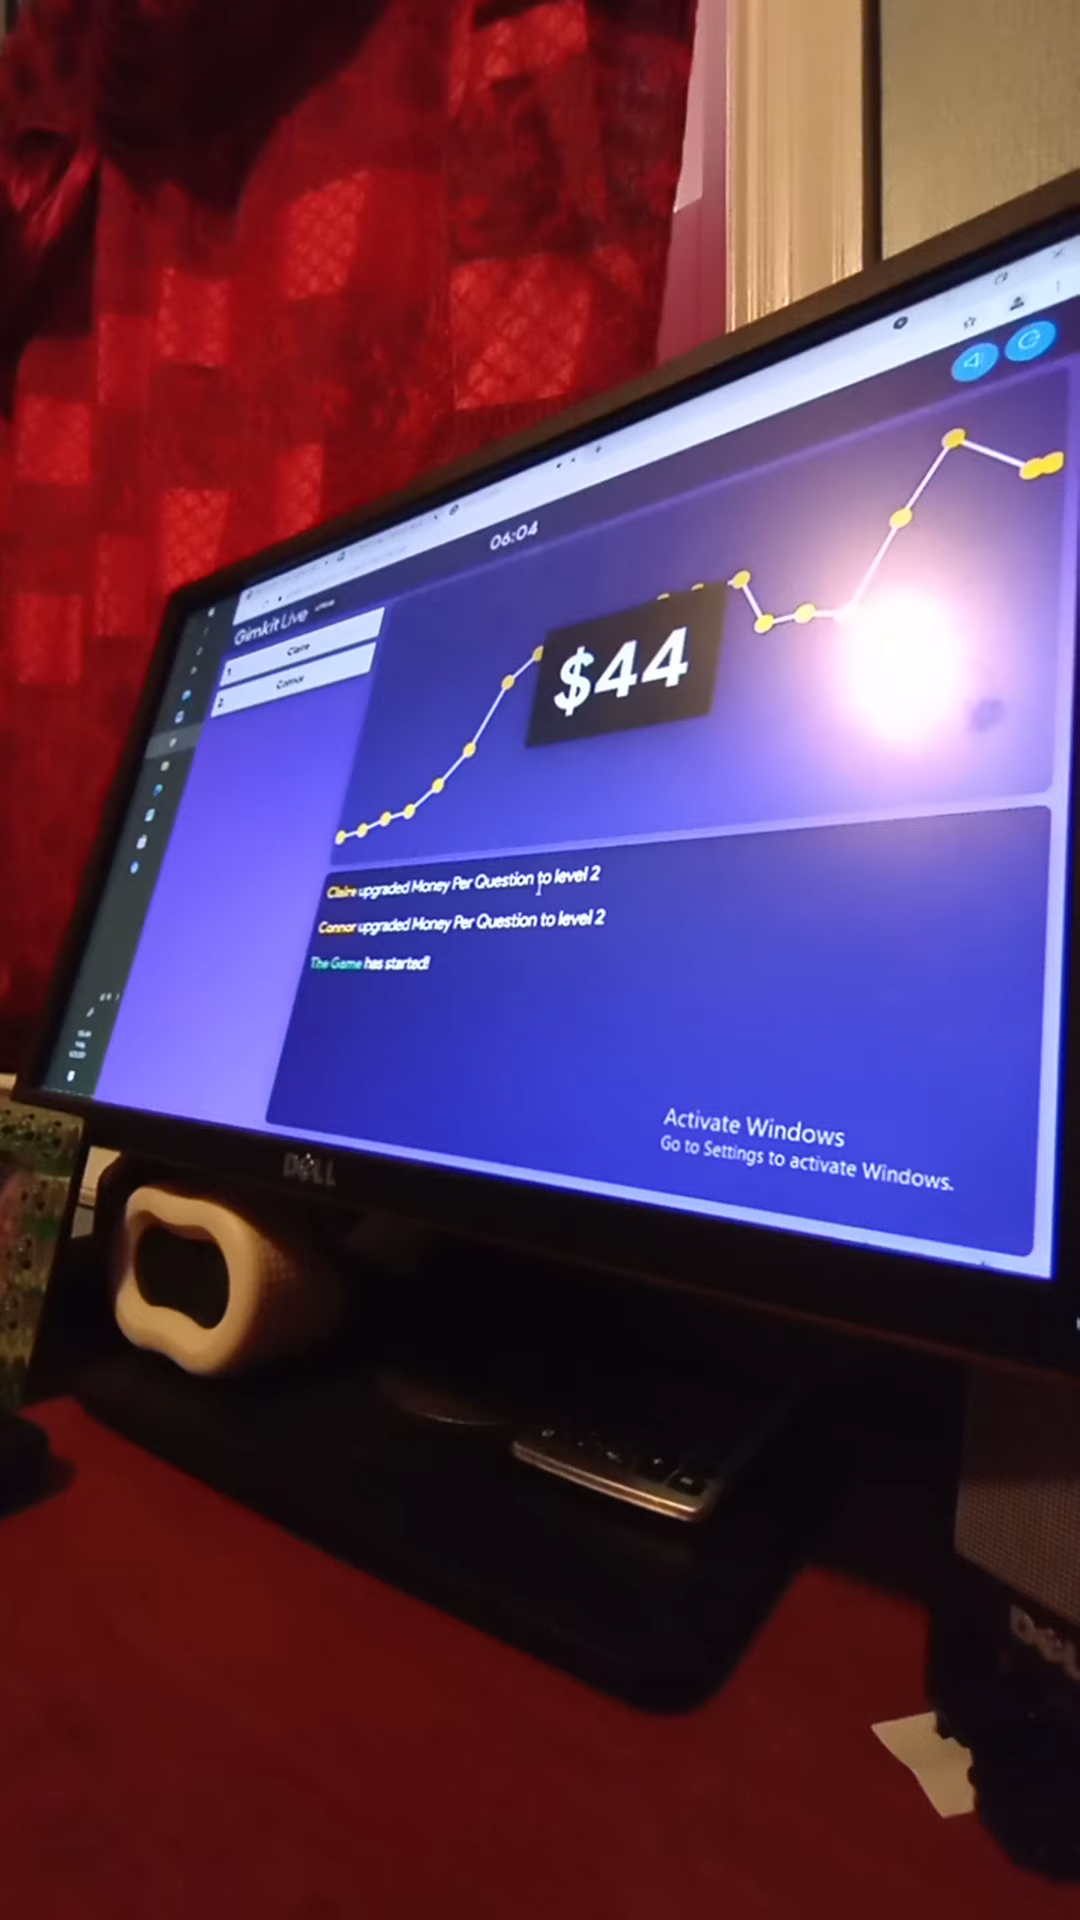 06:04
Gimkit Live
1 Claire
2 Connor
$44
Claire upgraded Money Per Question to level 2
Connor upgraded Money Per Question to level 2
The Game has started!
Activate Windows
Go to Settings to activate Windows.
DELL
DELL